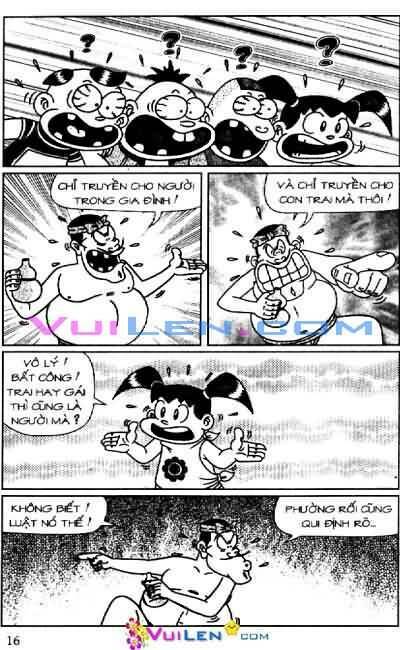 ?
?
?
?
CHỈ TRUYỀN CHO NGƯỜI
TRONG GIA ĐÌNH!
VÀ CHỈ TRUYỀN CHO
CON TRAI MÀ THÔI!
VUILEN.COM
VÔ LÝ!
BẤT CÔNG!
TRAI HAY GÁI
THÌ CŨNG LÀ
NGƯỜI MÀ?
KHÔNG BIẾT!
LUẬT NÓ THẾ!
PHƯỜNG RỐI CŨNG
QUI ĐỊNH RÕ...
16
VUILEN.COM